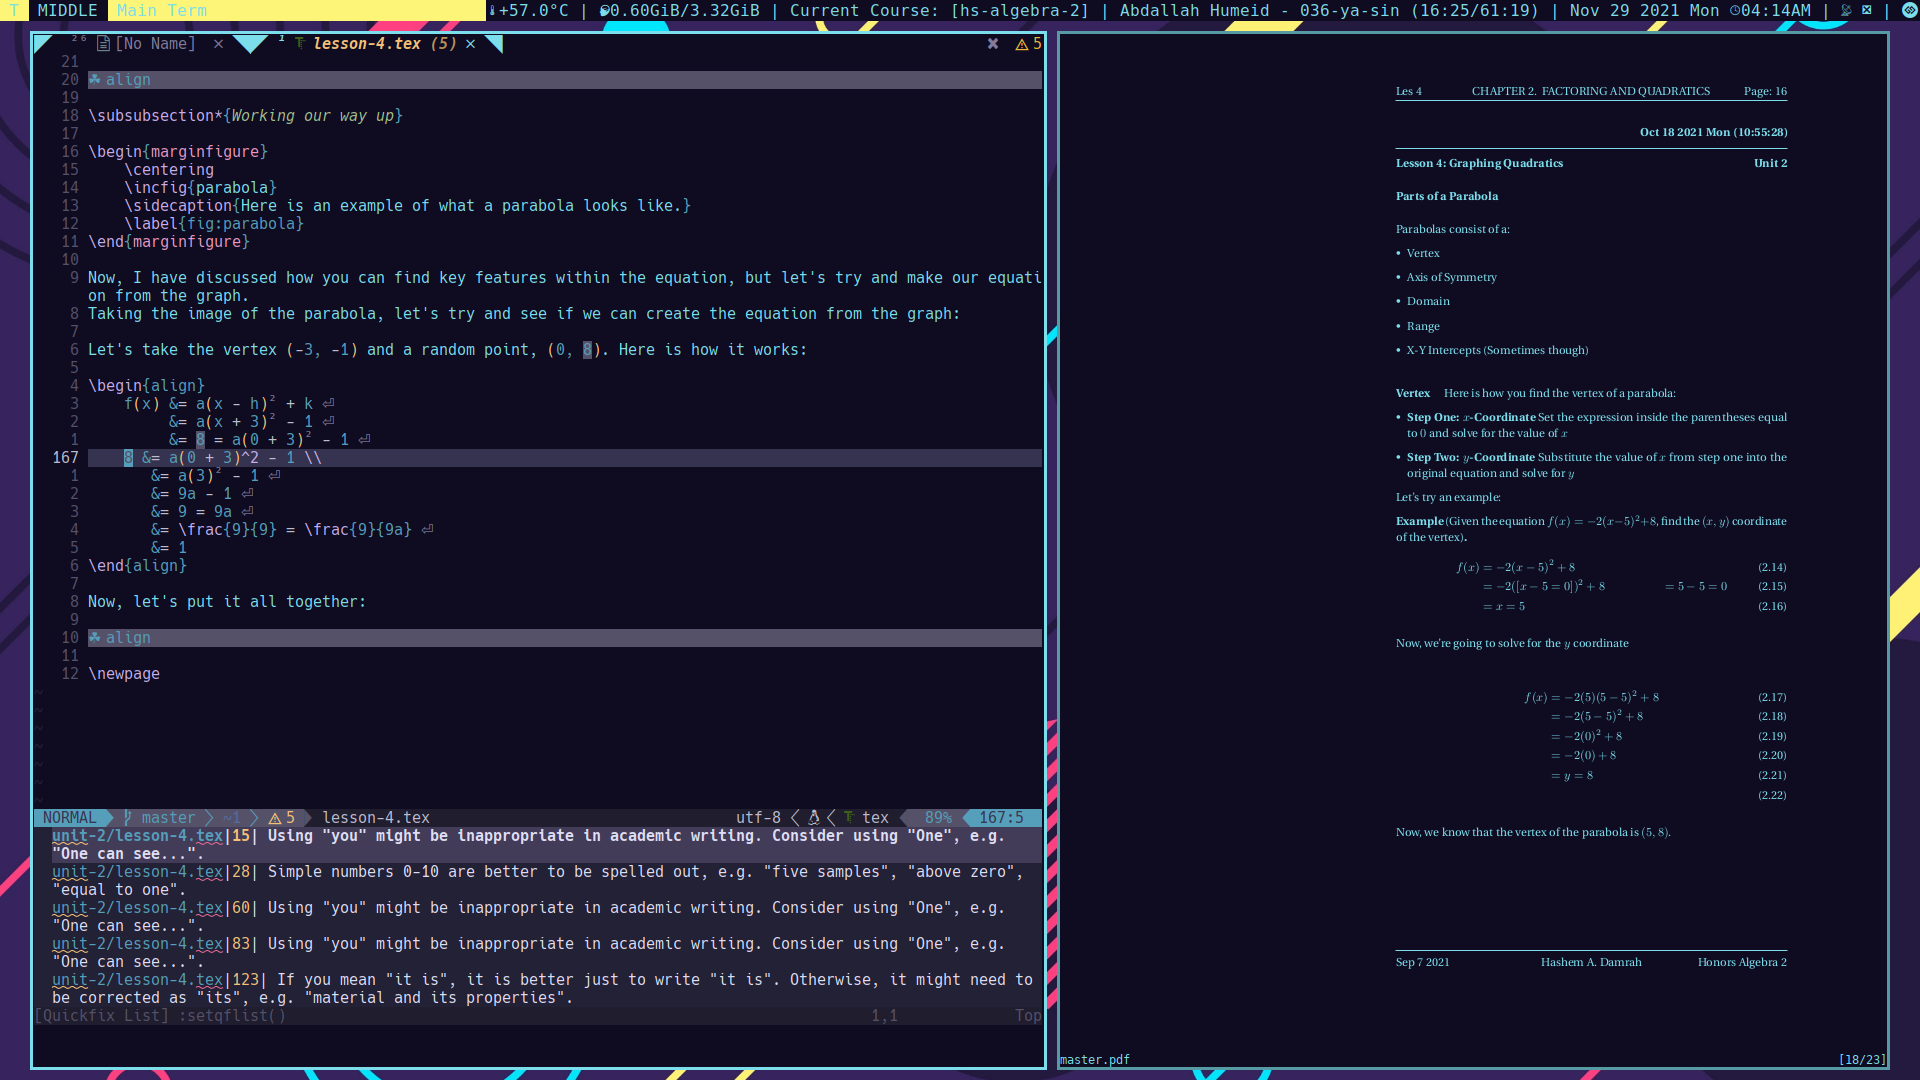 T MIDDLE Main Term +57.0°C | 0.60GiB/3.32GiB | Current Course: [hs-algebra-2] | Abdallah Humeid - 036-ya-sin (16:25/61:19) | Nov 29 2021 Mon 04:14AM | |
26 [No Name] × 1 lesson-4.tex (5) × ✖ 5
21
20 align
19
18 \subsubsection*{Working our way up}
17
16 \begin{marginfigure}
15 \centering
14 \incfig{parabola}
13 \sidecaption{Here is an example of what a parabola looks like.}
12 \label{fig:parabola}
11 \end{marginfigure}
10
9 Now, I have discussed how you can find key features within the equation, but let's try and make our equati
on from the graph.
8 Taking the image of the parabola, let's try and see if we can create the equation from the graph:
7
6 Let's take the vertex (-3, -1) and a random point, (0, 8). Here is how it works:
5
4 \begin{align}
3 f(x) &= a(x - h)² + k ⏎
2 &= a(x + 3)² - 1 ⏎
1 &= 8 = a(0 + 3)² - 1 ⏎
167 8 &= a(0 + 3)^2 - 1 \\
1 &= a(3)² - 1 ⏎
2 &= 9a - 1 ⏎
3 &= 9 = 9a ⏎
4 &= \frac{9}{9} = \frac{9}{9a} ⏎
5 &= 1
6 \end{align}
7
8 Now, let's put it all together:
9
10 align
11
12 \newpage
NORMAL master ~1 5 lesson-4.tex utf-8 tex 89% 167:5
unit-2/lesson-4.tex|15| Using "you" might be inappropriate in academic writing. Consider using "One", e.g.
"One can see...".
unit-2/lesson-4.tex|28| Simple numbers 0-10 are better to be spelled out, e.g. "five samples", "above zero",
"equal to one".
unit-2/lesson-4.tex|60| Using "you" might be inappropriate in academic writing. Consider using "One", e.g.
"One can see...".
unit-2/lesson-4.tex|83| Using "you" might be inappropriate in academic writing. Consider using "One", e.g.
"One can see...".
unit-2/lesson-4.tex|123| If you mean "it is", it is better just to write "it is". Otherwise, it might need to
be corrected as "its", e.g. "material and its properties".
[Quickfix List] :setqflist() 1,1 Top
Les 4 CHAPTER 2. FACTORING AND QUADRATICS Page: 16
Oct 18 2021 Mon (10:55:28)
Lesson 4: Graphing Quadratics Unit 2
Parts of a Parabola
Parabolas consist of a:
• Vertex
• Axis of Symmetry
• Domain
• Range
• X-Y Intercepts (Sometimes though)
Vertex Here is how you find the vertex of a parabola:
• Step One: x-Coordinate Set the expression inside the parentheses equal
to 0 and solve for the value of x
• Step Two: y-Coordinate Substitute the value of x from step one into the
original equation and solve for y
Let's try an example:
Example (Given the equation f(x) = −2(x−5)²+8, find the (x, y) coordinate
of the vertex).
f(x) = −2(x − 5)² + 8 (2.14)
= −2([x − 5 = 0])² + 8 = 5 − 5 = 0 (2.15)
= x = 5 (2.16)
Now, we're going to solve for the y coordinate
f(x) = −2(5)(5 − 5)² + 8 (2.17)
= −2(5 − 5)² + 8 (2.18)
= −2(0)² + 8 (2.19)
= −2(0) + 8 (2.20)
= y = 8 (2.21)
(2.22)
Now, we know that the vertex of the parabola is (5, 8).
Sep 7 2021 Hashem A. Damrah Honors Algebra 2
master.pdf [18/23]